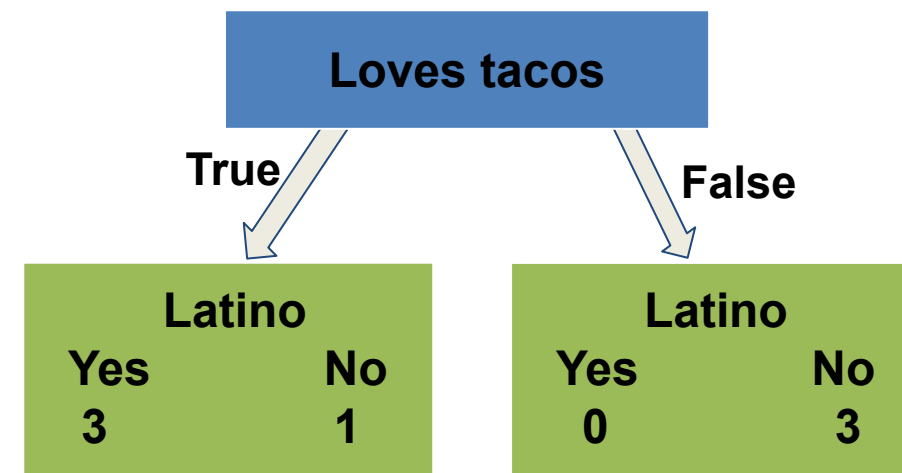 Loves tacos
True
False
Latino
Yes No
3 1
Latino
Yes No
0 3